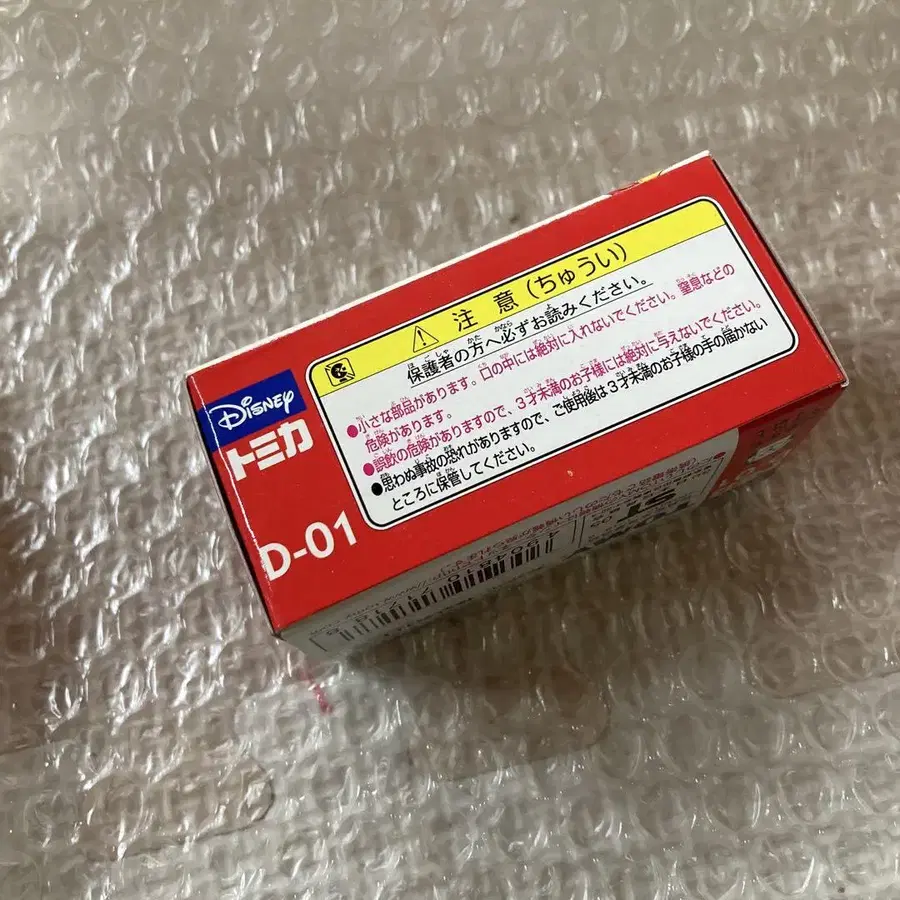 注意(ちゅうい)
保護者の方へ必ずお読みください。
●小さな部品があります。口の中には絶対に入れないでください。窒息などの
危険があります。
●誤飲の危険がありますので、3才未満のお子様には絶対に与えないでください。
●思わぬ事故の恐れがありますので、ご使用後は3才未満のお子様の手の届かない
ところに保管してください。
DISNEY
トミカ
D-01
ST